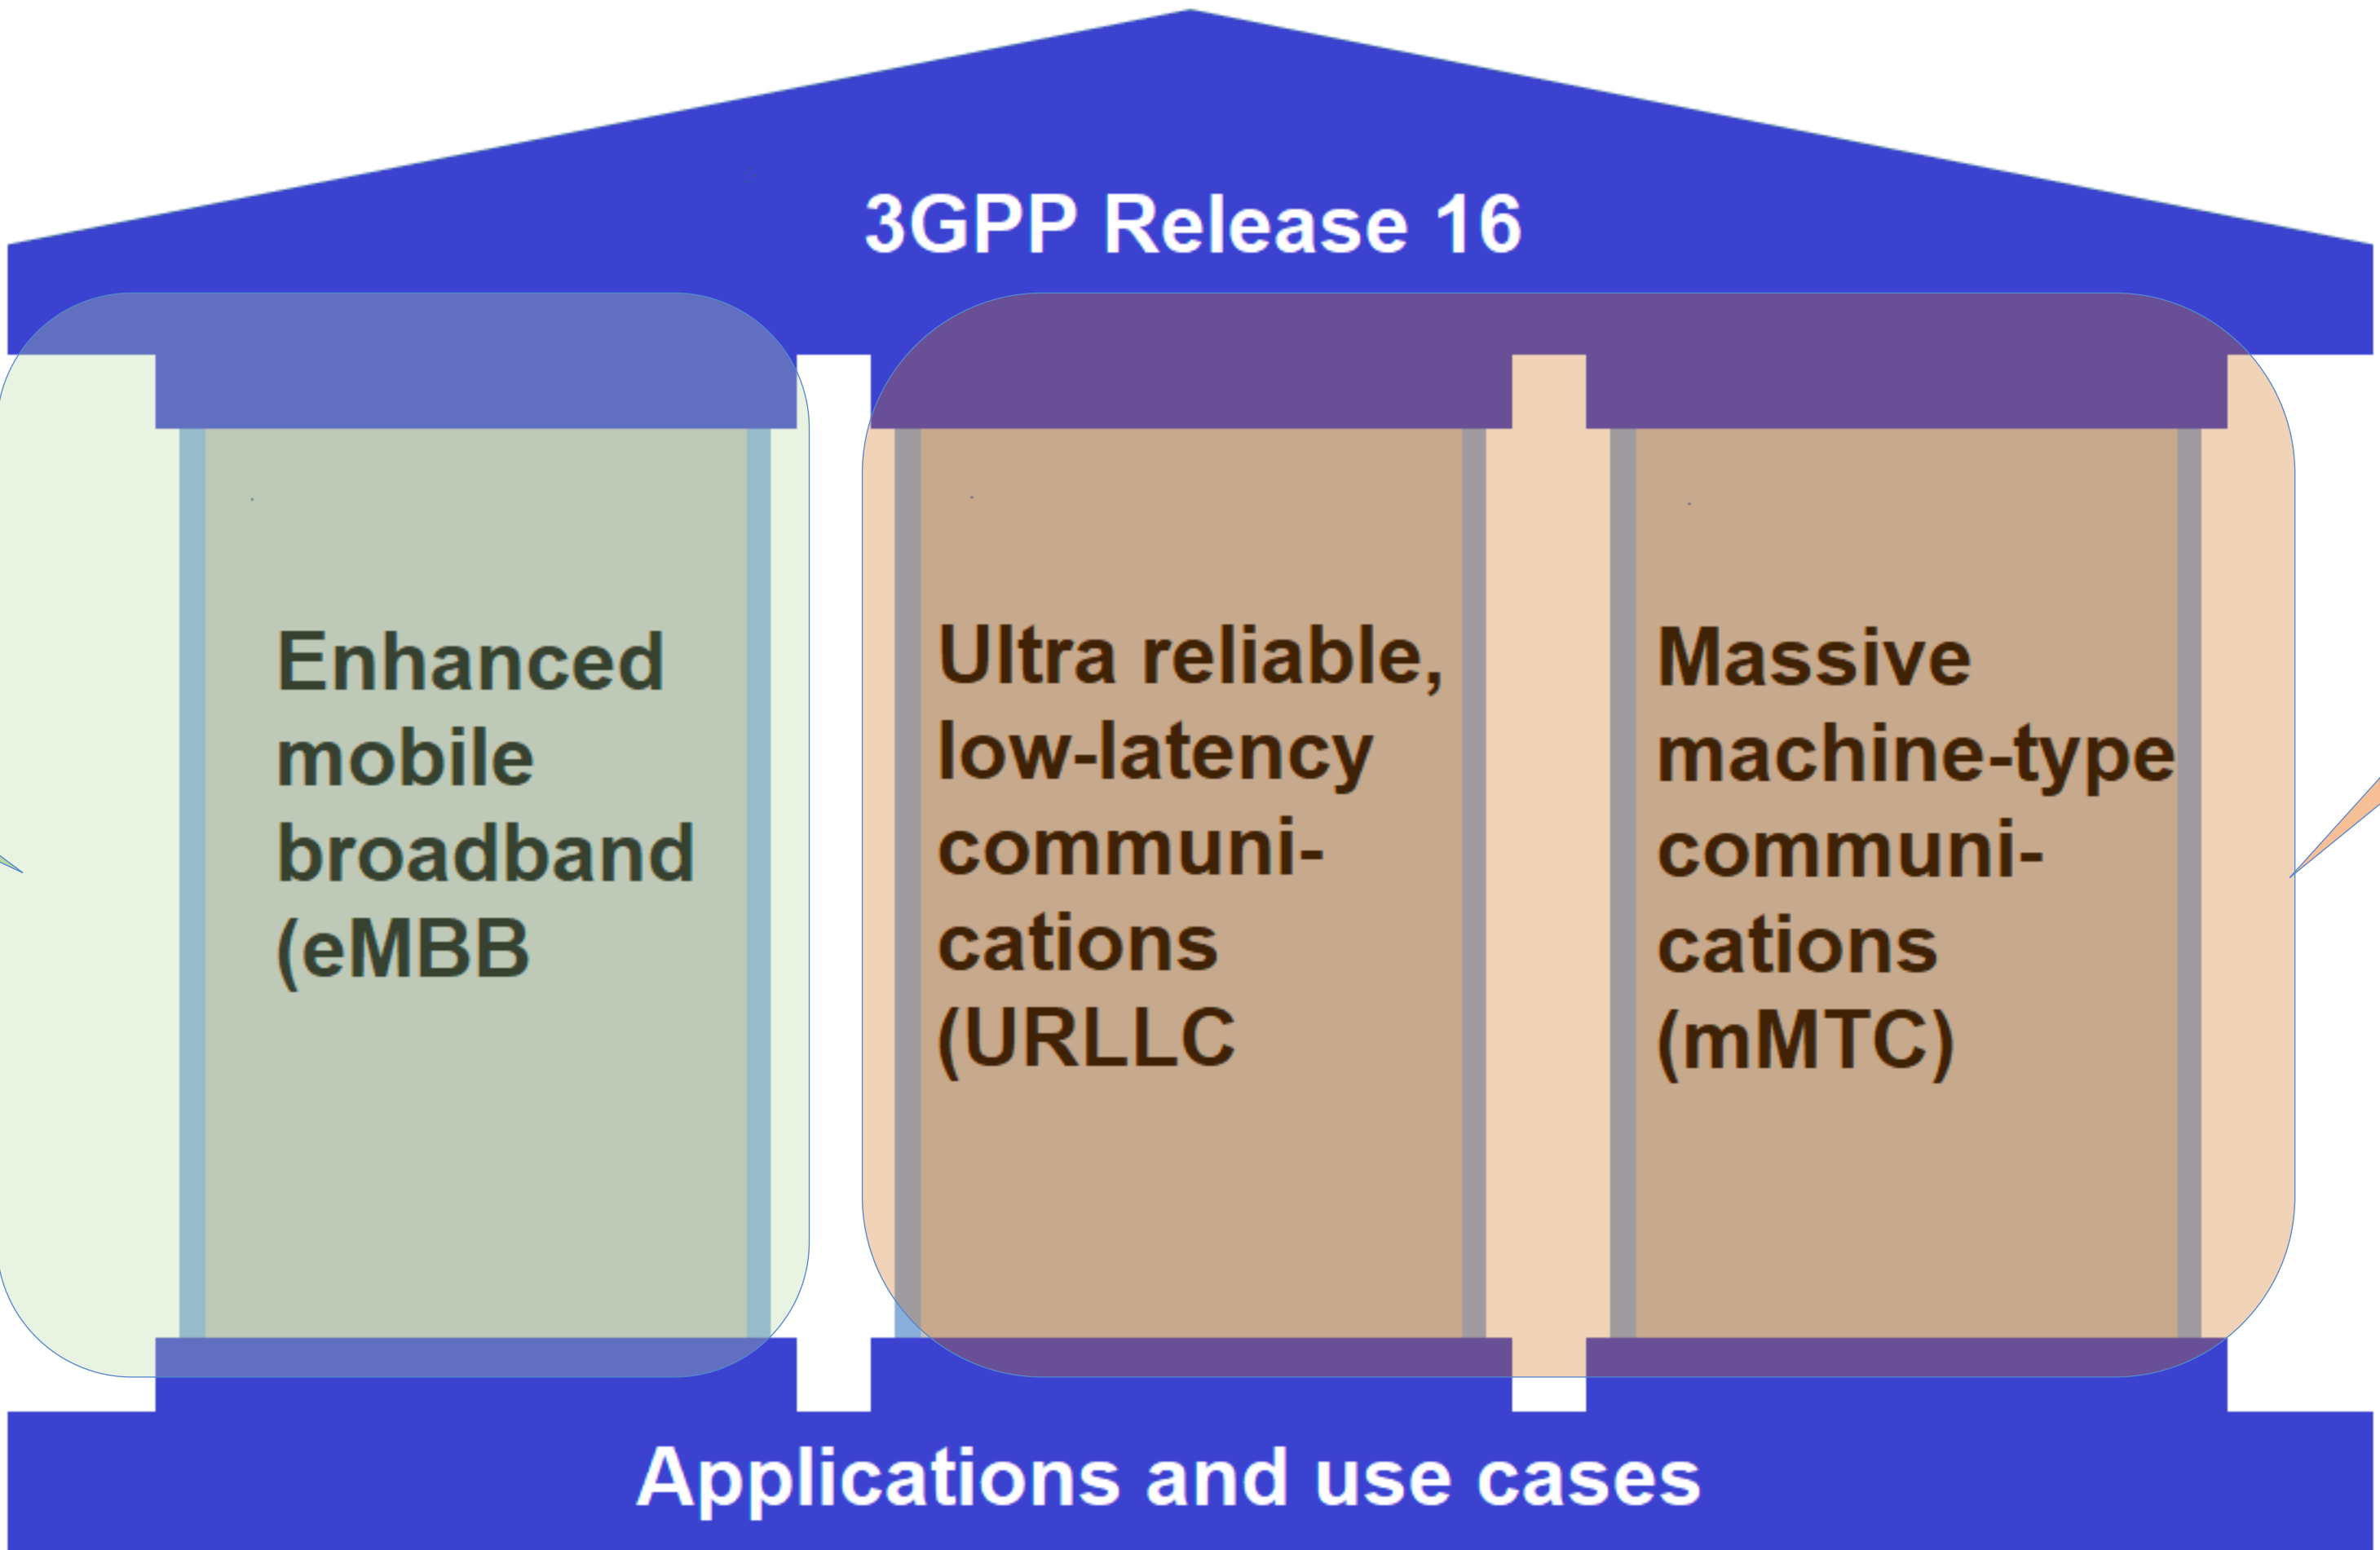 3GPP Release 16
Enhanced
mobile
broadband
(eMBB
Ultra reliable,
low-latency
communi-
cations
(URLLC
Massive
machine-type
communi-
cations
(mMTC)
Applications and use cases